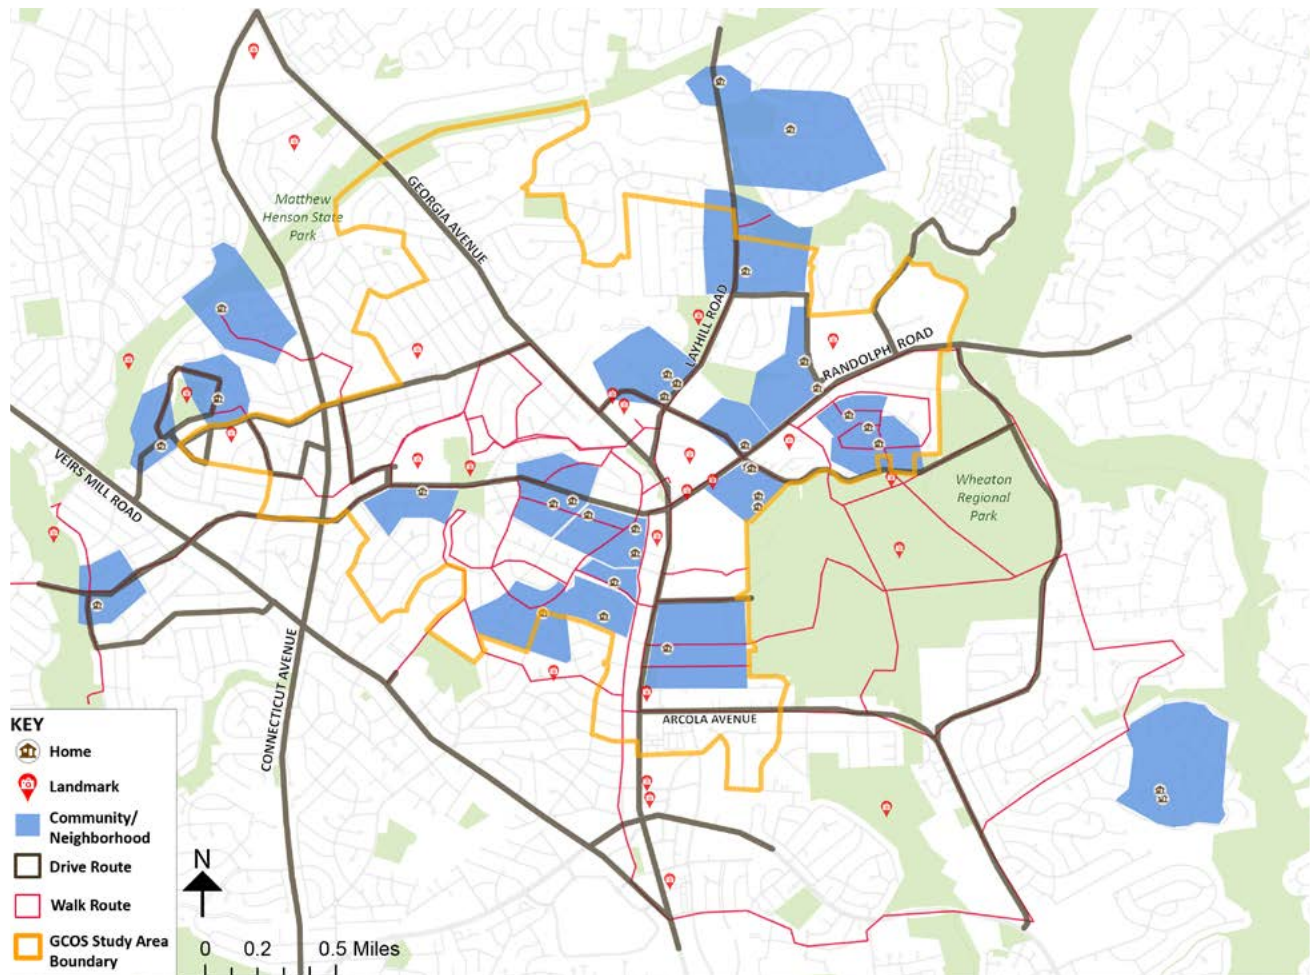 Matthew
Henson State
Park
GEORGIA AVENUE
LAYHILL ROAD
RANDOLPH ROAD
VEIRS MILL ROAD
Wheaton
Regional
Park
CONNECTICUT AVENUE
ARCOLA AVENUE
KEY
Home
Landmark
Community/
Neighborhood
Drive Route
Walk Route
GCOS Study Area
Boundary
N
0 0.2 0.5 Miles